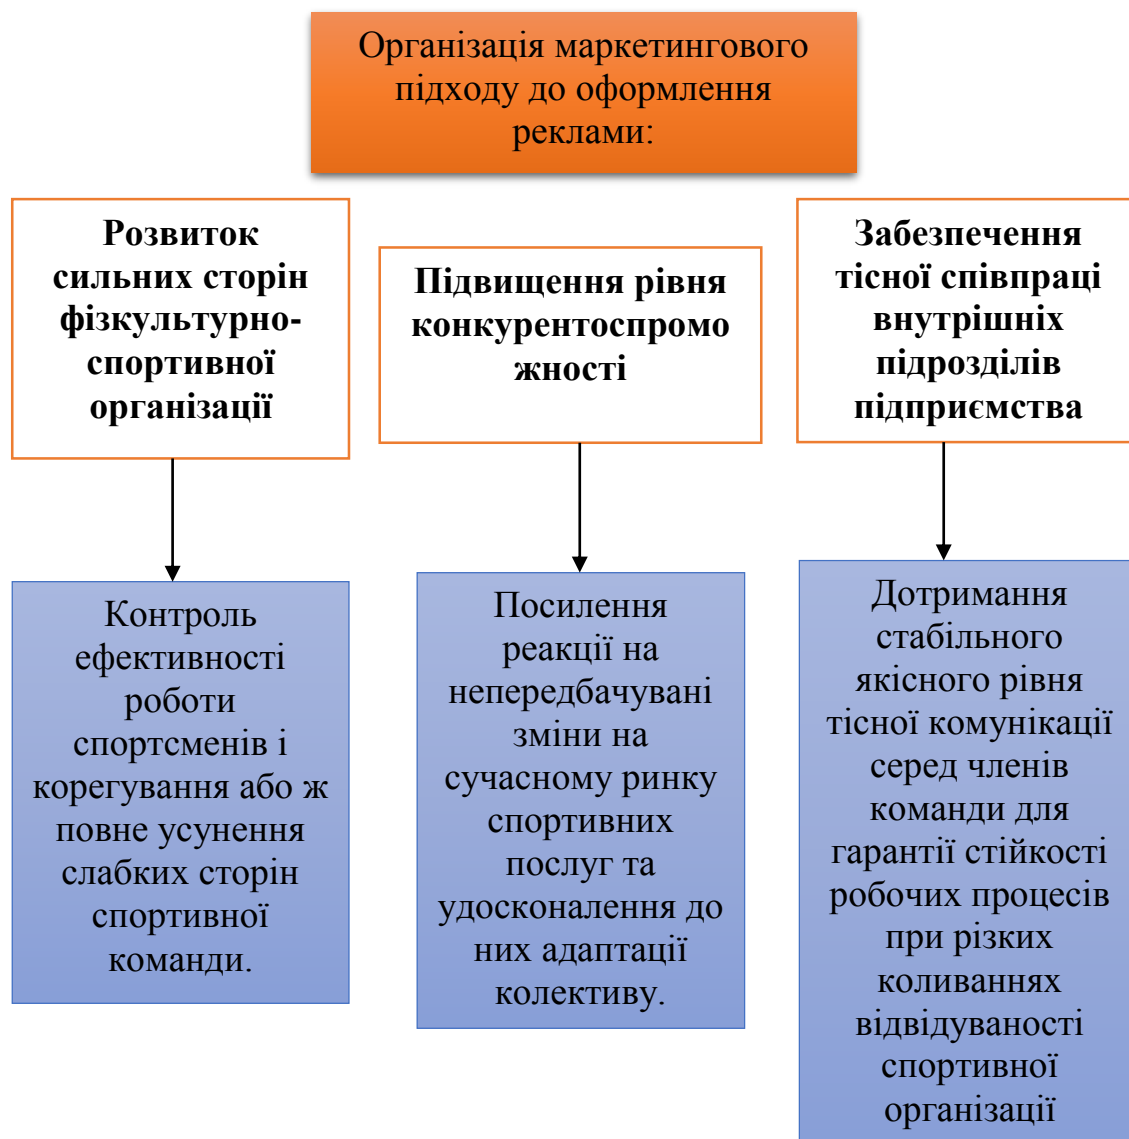 Організація маркетингового
підходу до оформлення
реклами:
Розвиток
сильних сторін
фізкультурно-
спортивної
організації
Підвищення рівня
конкурентоспромо
жності
Забезпечення
тісної співпраці
внутрішніх
підрозділів
підприємства
Контроль
ефективності
роботи
спортсменів і
корегування або ж
повне усунення
слабких сторін
спортивної
команди.
Посилення
реакції на
непередбачувані
зміни на
сучасному ринку
спортивних
послуг та
удосконалення до
них адаптації
колективу.
Дотримання
стабільного
якісного рівня
тісної комунікації
серед членів
команди для
гарантії стійкості
робочих процесів
при різких
коливаннях
відвідуваності
спортивної
організації